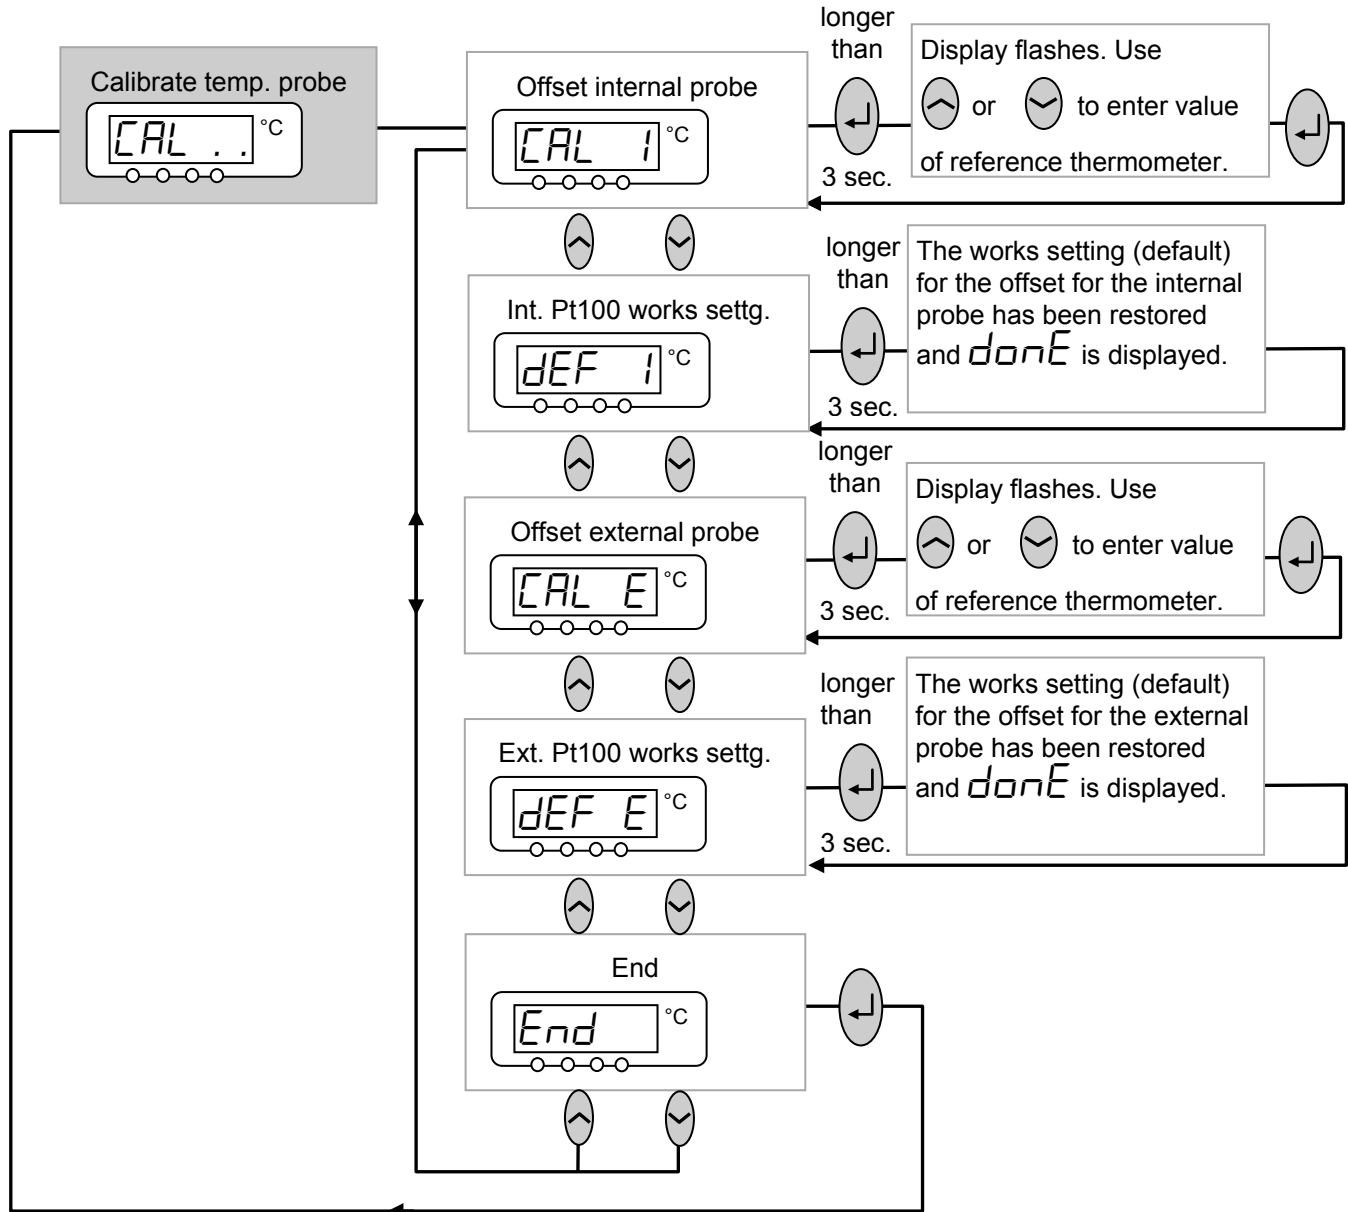 Calibrate temp. probe
CAL . .
°C
Offset internal probe
CAL 1
°C
longer
than
3 sec.
Display flashes. Use
or to enter value
of reference thermometer.
Int. Pt100 works settg.
dEF 1
°C
longer
than
3 sec.
The works setting (default)
for the offset for the internal
probe has been restored
and donE is displayed.
Offset external probe
CAL E
°C
longer
than
3 sec.
Display flashes. Use
or to enter value
of reference thermometer.
Ext. Pt100 works settg.
dEF E
°C
longer
than
3 sec.
The works setting (default)
for the offset for the external
probe has been restored
and donE is displayed.
End
End
°C